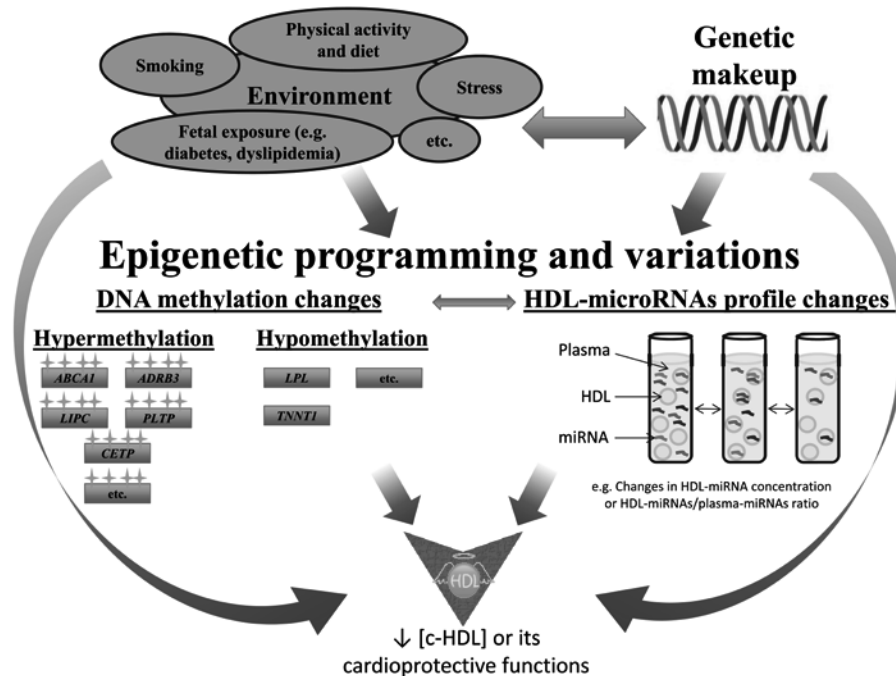 Physical activity
and diet
Smoking
Environment
Stress
Fetal exposure (e.g.
diabetes, dyslipidemia)
etc.
Genetic
makeup
Epigenetic programming and variations
DNA methylation changes
HDL-microRNAs profile changes
Hypermethylation
Hypomethylation
ABCA1
ADRB3
LIPC
PLTP
CETP
etc.
LPL
etc.
TNNT1
Plasma
HDL
miRNA
e.g. Changes in HDL-miRNA concentration
or HDL-miRNAs/plasma-miRNAs ratio
HDL
↓ [c-HDL] or its
cardioprotective functions